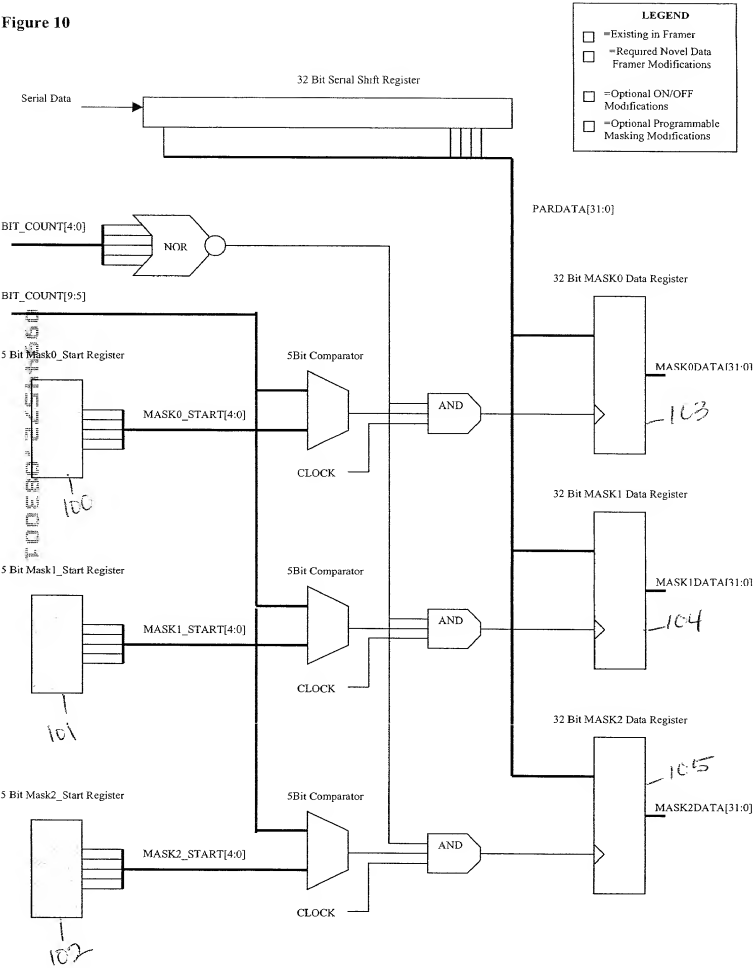 Figure 10
LEGEND
=Existing in Framer
=Required Novel Data
Framer Modifications
=Optional ON/OFF
Modifications
=Optional Programmable
Masking Modifications
32 Bit Serial Shift Register
Serial Data
PARDATA[31:0]
BIT_COUNT[4:0]
NOR
BIT_COUNT[9:5]
32 Bit MASK0 Data Register
5 Bit Mask0_Start Register
5Bit Comparator
MASK0DATA[31:0]
MASK0_START[4:0]
AND
103
CLOCK
100
32 Bit MASK1 Data Register
5 Bit Mask1_Start Register
5Bit Comparator
MASK1DATA[31:0]
MASK1_START[4:0]
AND
104
CLOCK
101
32 Bit MASK2 Data Register
105
5 Bit Mask2_Start Register
5Bit Comparator
MASK2DATA[31:0]
MASK2_START[4:0]
AND
CLOCK
102